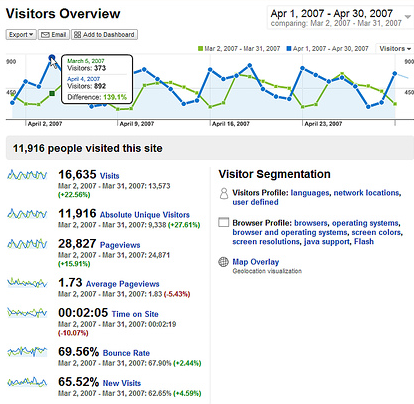 Visitors Overview
Apr 1, 2007 - Apr 30, 2007
comparing: Mar 2, 2007 - Mar 31, 2007
Export Email Add to Dashboard
Mar 2, 2007 - Mar 31, 2007 Apr 1, 2007 - Apr 30, 2007 Visitors
March 5, 2007
Visitors: 373
April 4, 2007
Visitors: 892
Difference: 139.1%
900 900
450 450
April 2, 2007 April 9, 2007 April 16, 2007 April 23, 2007
11,916 people visited this site
16,635 Visits
Mar 2, 2007 - Mar 31, 2007: 13,573
(+22.56%)
11,916 Absolute Unique Visitors
Mar 2, 2007 - Mar 31, 2007: 9,338 (+27.61%)
28,827 Pageviews
Mar 2, 2007 - Mar 31, 2007: 24,871
(+15.91%)
1.73 Average Pageviews
Mar 2, 2007 - Mar 31, 2007: 1.83 (-5.43%)
00:02:05 Time on Site
Mar 2, 2007 - Mar 31, 2007: 00:02:19
(-10.07%)
69.56% Bounce Rate
Mar 2, 2007 - Mar 31, 2007: 67.90% (+2.44%)
65.52% New Visits
Mar 2, 2007 - Mar 31, 2007: 62.65% (+4.59%)
Visitor Segmentation
Visitors Profile: languages, network locations,
user defined
Browser Profile: browsers, operating systems,
browser and operating systems, screen colors,
screen resolutions, java support, Flash
Map Overlay
Geolocation visualization